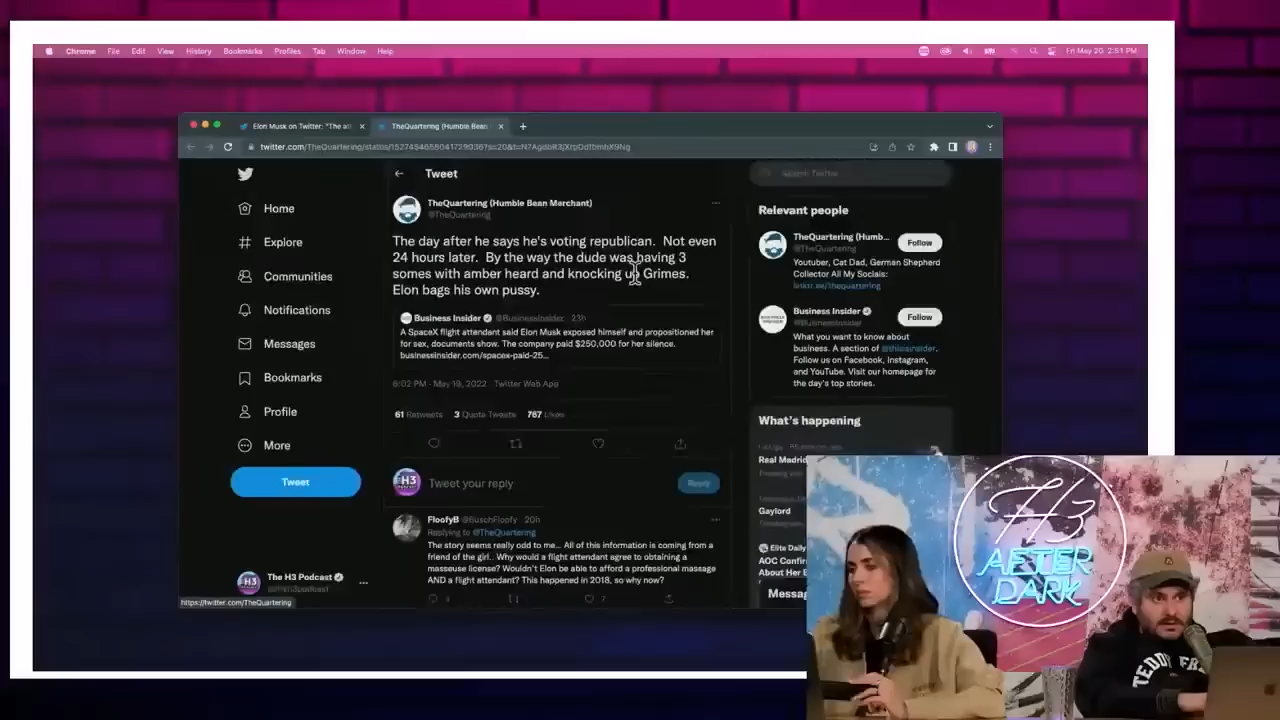 Chrome File Edit View History Bookmarks Profiles Tab Window Help
Fri May 20 2:51 PM
Elon Musk on Twitter: "The at
TheQuartering (Humble Bean
Home
Explore
Communities
Notifications
Messages
Bookmarks
Profile
More
Tweet
The H3 Podcast
https://twitter.com/TheQuartering
Tweet
TheQuartering (Humble Bean Merchant)
@TheQuartering
The day after he says he's voting republican. Not even
24 hours later. By the way the dude was having 3
somes with amber heard and knocking up Grimes.
Elon bags his own pussy.
Business Insider @BusinessInsider · 23h
A SpaceX flight attendant said Elon Musk exposed himself and propositioned her
for sex, documents show. The company paid $250,000 for her silence.
businessinsider.com/spacex-paid-25...
6:02 PM · May 19, 2022 · Twitter Web App
61 Retweets 3 Quote Tweets 767 Likes
Tweet your reply
Reply
FloofyB @BuschFloofy · 20h
Replying to @TheQuartering
The story seems really odd to me... All of this information is coming from a
friend of the girl.. Why would a flight attendant agree to obtaining a
masseuse license? Wouldn't Elon be able to afford a professional massage
AND a flight attendant? This happened in 2018, so why now?
Search Twitter
Relevant people
TheQuartering (Humb...
@TheQuartering
Follow
Youtuber, Cat Dad, German Shepherd
Collector All My Socials:
linktr.ee/thequartering
Business Insider
@BusinessInsider
Follow
What you want to know about
business. A section of @thisisinsider.
Follow us on Facebook, Instagram,
and YouTube. Visit our homepage for
the day's top stories.
What's happening
Real Madrid
Gaylord
Elite Daily
AOC Confir
About Her E
Messag
H3
AFTER
DARK
TEDDY FR